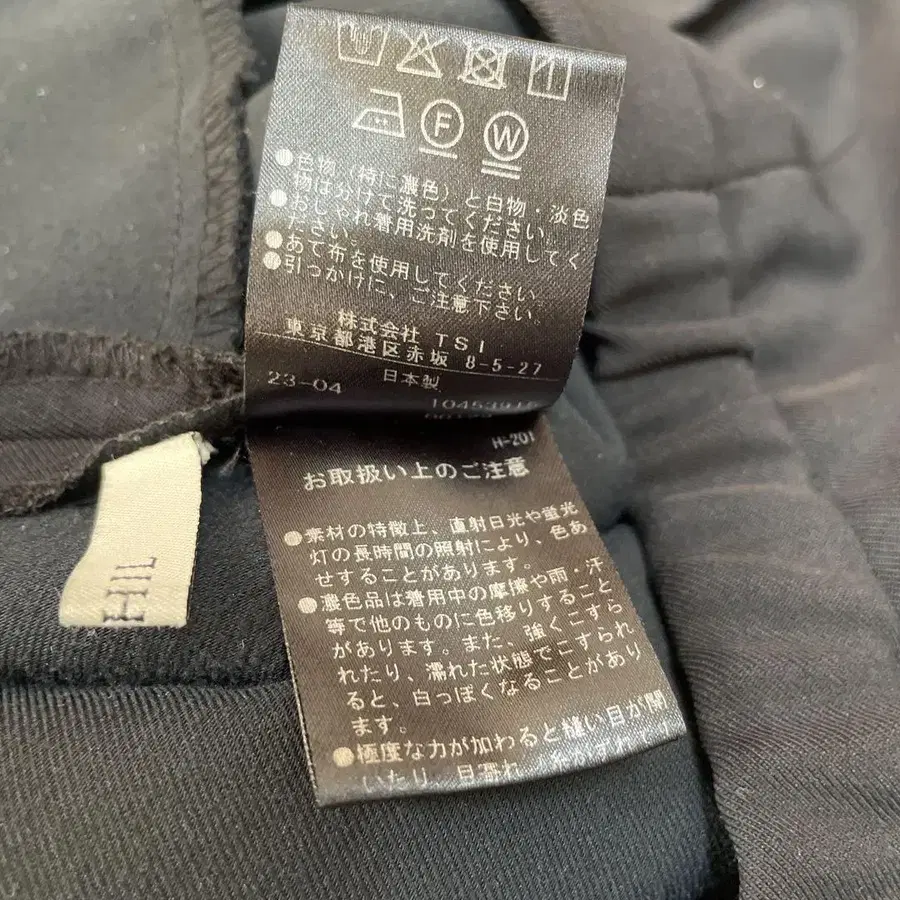 F W
●色物（特に濃色）と白物・淡色
物は分けて洗ってください。
●おしゃれ着用洗剤を使用してく
ださい。
●あて布を使用してください。
●引っかけに、ご注意下さい。
株式会社 TSI
東京都港区赤坂 8-5-27
23-04 日本製
H-201
お取扱い上のご注意
●素材の特徴上、直射日光や蛍光
灯の長時間の照射により、色あ
せすることがあります。
●濃色品は着用中の摩擦や雨・汗
等で他のものに色移りすること
があります。また、強くこすら
れたり、濡れた状態でこすられ
ると、白っぽくなることがあり
ます。
●極度な力が加わると縫い目が開
いたり、目寄れ